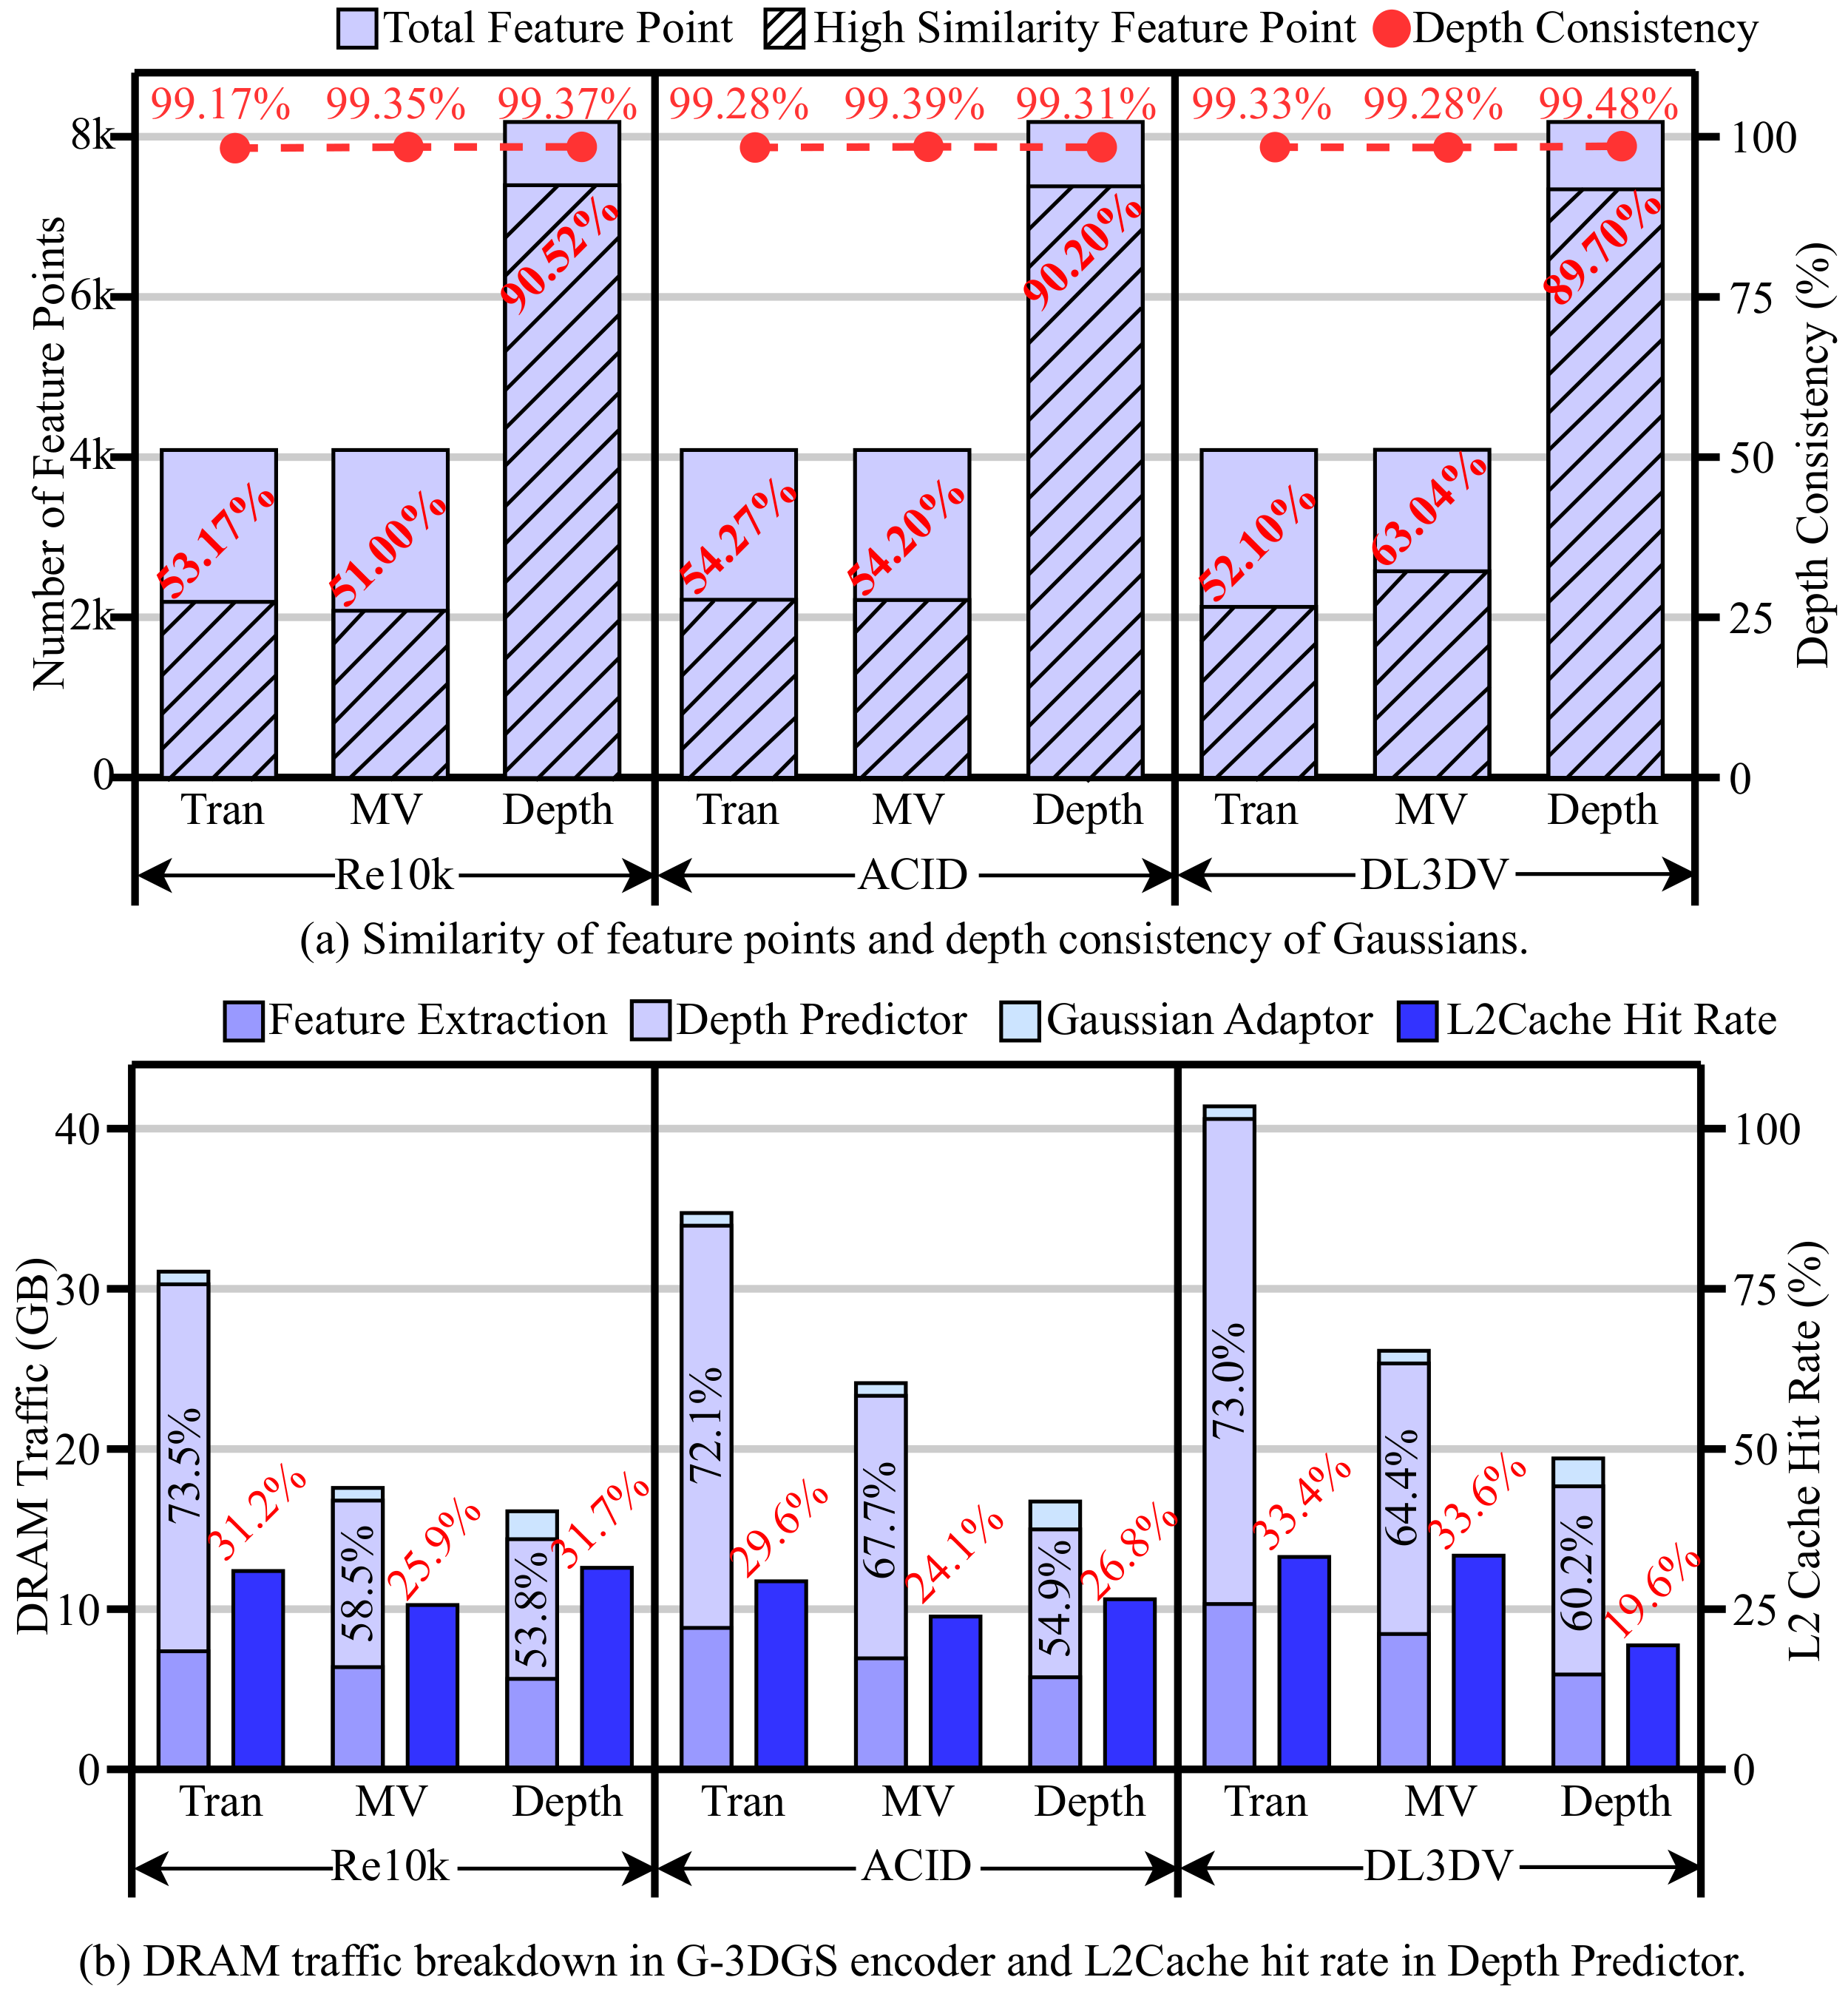 Total Feature Point High Similarity Feature Point Depth Consistency
99.17% 99.35% 99.37% 99.28% 99.39% 99.31% 99.33% 99.28% 99.48%
8k 100
90.52% 90.20% 89.70%
6k 75
4k 50
53.17% 51.00% 54.27% 54.20% 52.10% 63.04%
2k 25
0 0
Number of Feature Points
Depth Consistency (%)
Tran MV Depth Tran MV Depth Tran MV Depth
Re10k ACID DL3DV
(a) Similarity of feature points and depth consistency of Gaussians.
Feature Extraction Depth Predictor Gaussian Adaptor L2Cache Hit Rate
40 100
30 75
20 50
10 25
0 0
DRAM Traffic (GB)
L2 Cache Hit Rate (%)
73.5% 31.2% 58.5% 25.9% 53.8% 31.7% 72.1% 29.6% 67.7% 24.1% 54.9% 26.8% 73.0% 33.4% 64.4% 33.6% 60.2% 19.6%
Tran MV Depth Tran MV Depth Tran MV Depth
Re10k ACID DL3DV
(b) DRAM traffic breakdown in G-3DGS encoder and L2Cache hit rate in Depth Predictor.